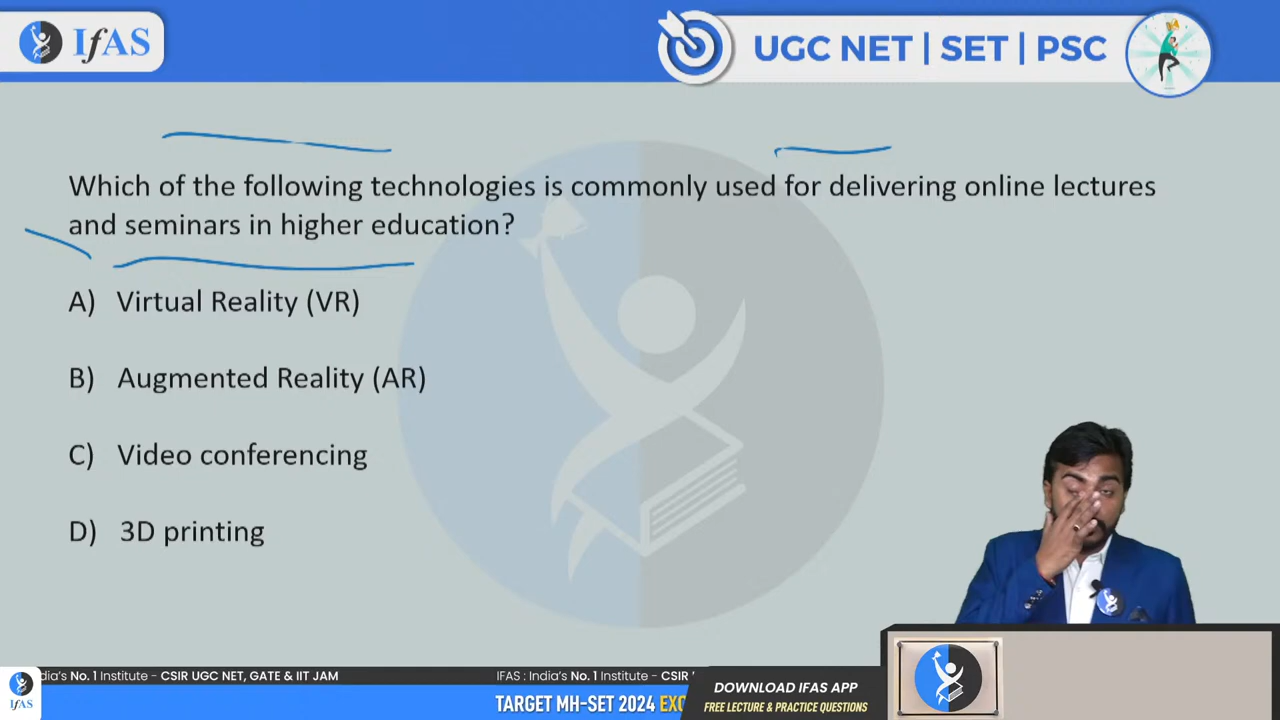 IfAS
UGC NET | SET | PSC
Which of the following technologies is commonly used for delivering online lectures
and seminars in higher education?
A) Virtual Reality (VR)
B) Augmented Reality (AR)
C) Video conferencing
D) 3D printing
dia's No. 1 Institute - CSIR UGC NET, GATE & IIT JAM
IFAS : India's No. 1 Institute - CSIR
DOWNLOAD IFAS APP
FREE LECTURE & PRACTICE QUESTIONS
IFAS
TARGET MH-SET 2024 EXC